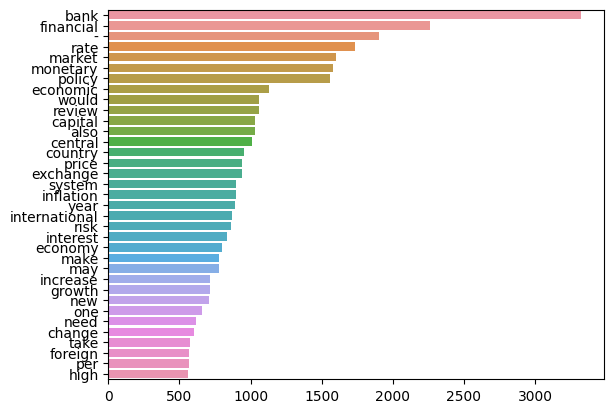 bank
financial
-
rate
market
monetary
policy
economic
would
review
capital
also
central
country
price
exchange
system
inflation
year
international
risk
interest
economy
make
may
increase
growth
new
one
need
change
take
foreign
per
high
0 500 1000 1500 2000 2500 3000